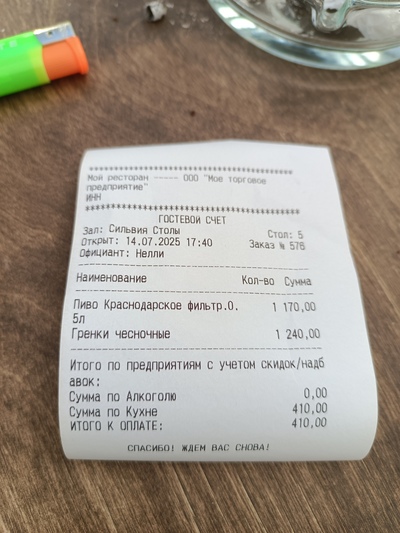 ************************************
Мой ресторан ----- ООО "Мое торговое
предприятие"
ИНН
************************************
ГОСТЕВОЙ СЧЕТ
Зал: Сильвия Столы Стол: 5
Открыт: 14.07.2025 17:40 Заказ № 576
Официант: Нелли
Наименование Кол-во Сумма
Пиво Краснодарское фильтр.0. 1 170,00
5л
Гренки чесночные 1 240,00
Итого по предприятиям с учетом скидок/надб
авок:
Сумма по Алкоголю 0,00
Сумма по Кухне 410,00
ИТОГО К ОПЛАТЕ: 410,00
СПАСИБО! ЖДЕМ ВАС СНОВА!